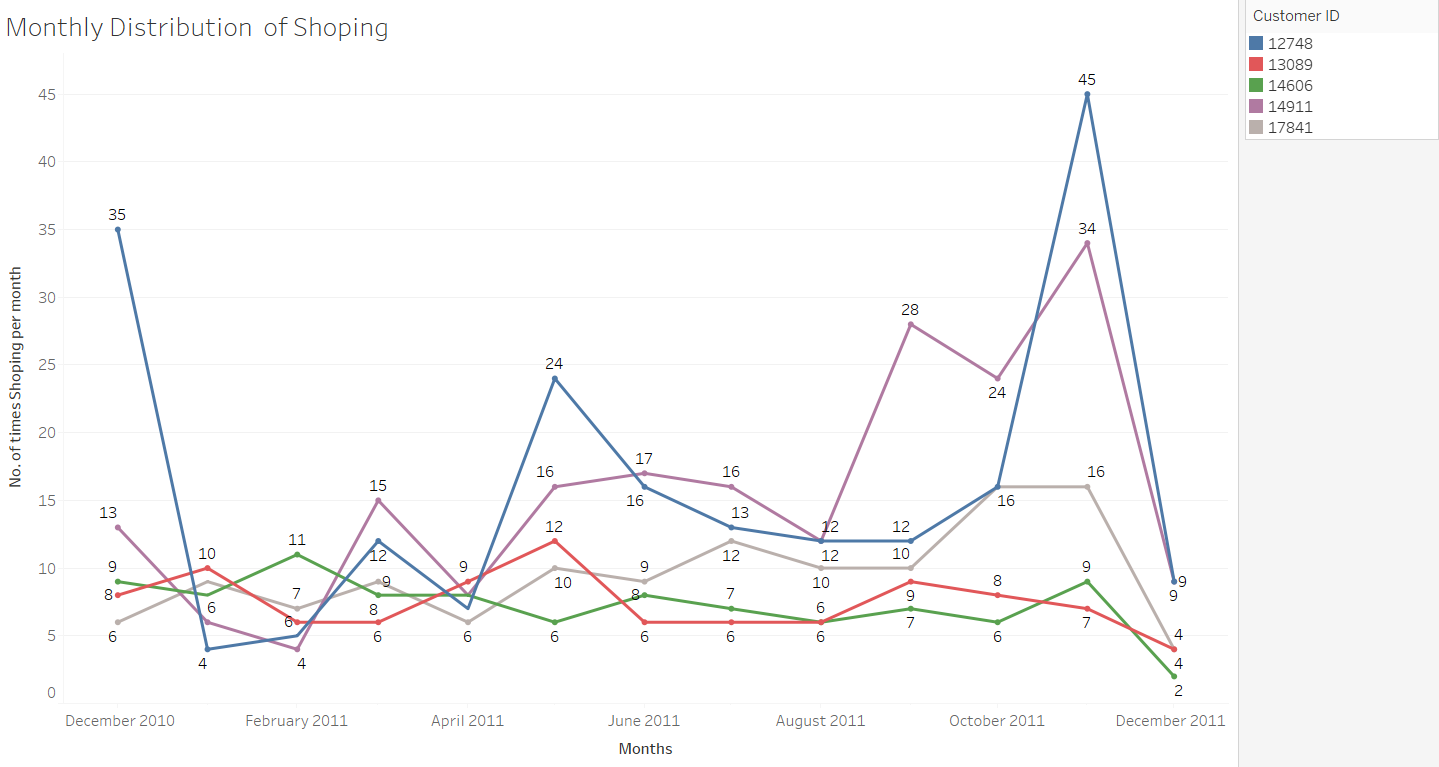 Monthly Distribution of Shoping
Customer ID
12748
13089
14606
14911
17841
No. of times Shoping per month
45
40
35
30
25
20
15
10
5
0
45
35
34
28
24
24
17
16 16 16
16 16
15
13 13
12 12 12
12 12 12
11
10 10
10 10
9 9 9 9 9
9 9 9
8 8 8 8
7 7
7 7
6 6 6
6 6 6 6 6 6 6 6
4 4 4
4
2
December 2010 February 2011 April 2011 June 2011 August 2011 October 2011 December 2011
Months